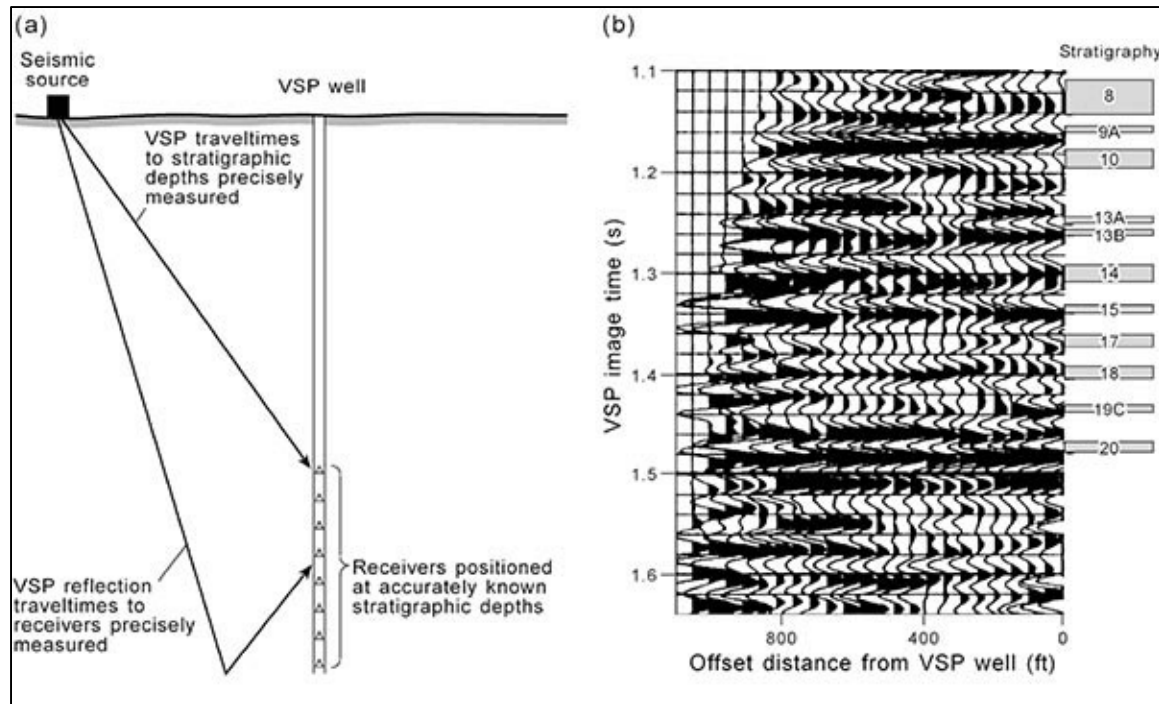 (a)
Seismic
source
VSP well
VSP traveltimes
to stratigraphic
depths precisely
measured
VSP reflection
traveltimes to
receivers precisely
measured
Receivers positioned
at accurately known
stratigraphic depths
(b)
Stratigraphy
VSP image time (s)
1.1
1.2
1.3
1.4
1.5
1.6
8
9A
10
13A
13B
14
15
17
18
19C
20
800
400
0
Offset distance from VSP well (ft)